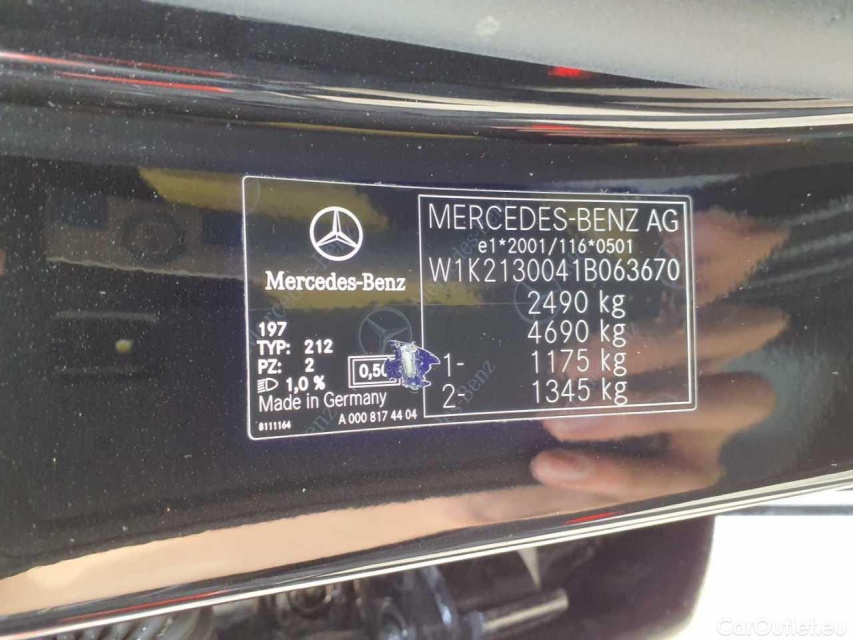 Mercedes-Benz
197
TYP: 212
PZ: 2
1,0 %
Made in Germany
8111164
A 000 817 44 04
MERCEDES-BENZ AG
e1*2001/116*0501
W1K2130041B063670
2490 kg
4690 kg
1- 1175 kg
2- 1345 kg
CarOutlet.eu